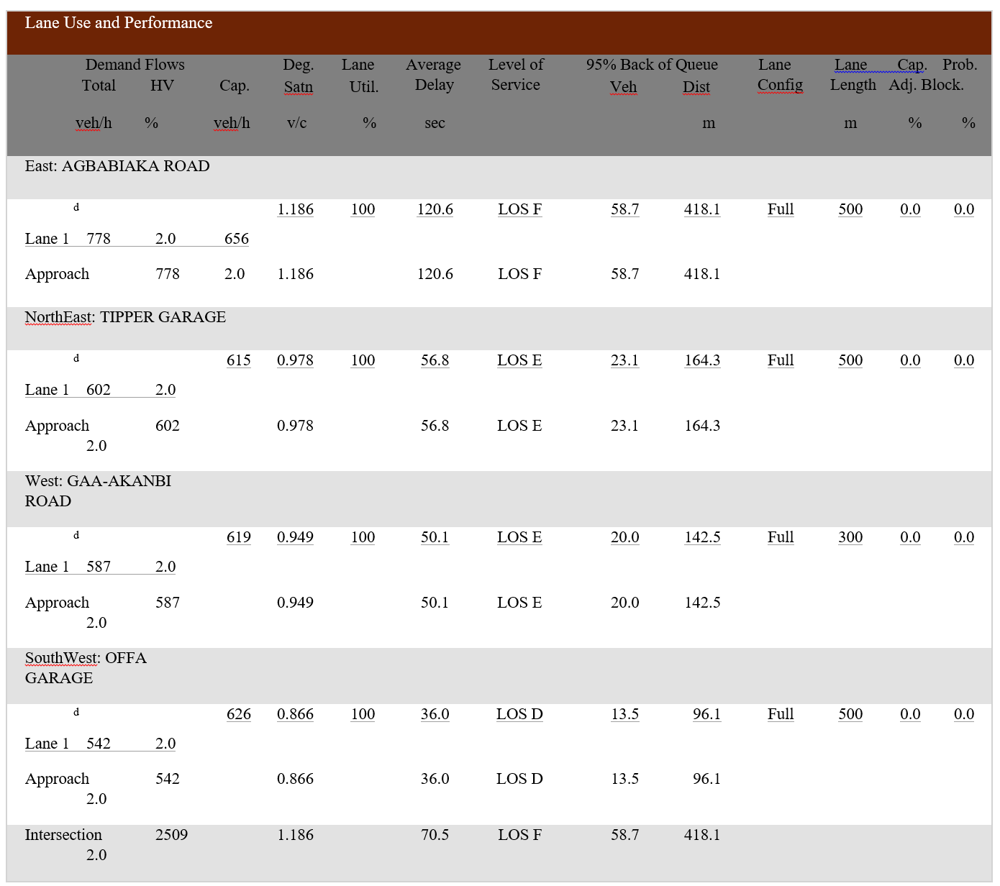 Lane Use and Performance
Demand Flows Deg. Lane Average Level of 95% Back of Queue Lane Lane Cap. Prob.
Total HV Cap. Satn Util. Delay Service Veh Dist Config Length Adj. Block.
veh/h % veh/h v/c % sec m m % %
East: AGBABIAKA ROAD
d 1.186 100 120.6 LOS F 58.7 418.1 Full 500 0.0 0.0
Lane 1 778 2.0 656
Approach 778 2.0 1.186 120.6 LOS F 58.7 418.1
NorthEast: TIPPER GARAGE
d 615 0.978 100 56.8 LOS E 23.1 164.3 Full 500 0.0 0.0
Lane 1 602 2.0
Approach 602 0.978 56.8 LOS E 23.1 164.3
2.0
West: GAA-AKANBI
ROAD
d 619 0.949 100 50.1 LOS E 20.0 142.5 Full 300 0.0 0.0
Lane 1 587 2.0
Approach 587 0.949 50.1 LOS E 20.0 142.5
2.0
SouthWest: OFFA
GARAGE
d 626 0.866 100 36.0 LOS D 13.5 96.1 Full 500 0.0 0.0
Lane 1 542 2.0
Approach 542 0.866 36.0 LOS D 13.5 96.1
2.0
Intersection 2509 1.186 70.5 LOS F 58.7 418.1
2.0